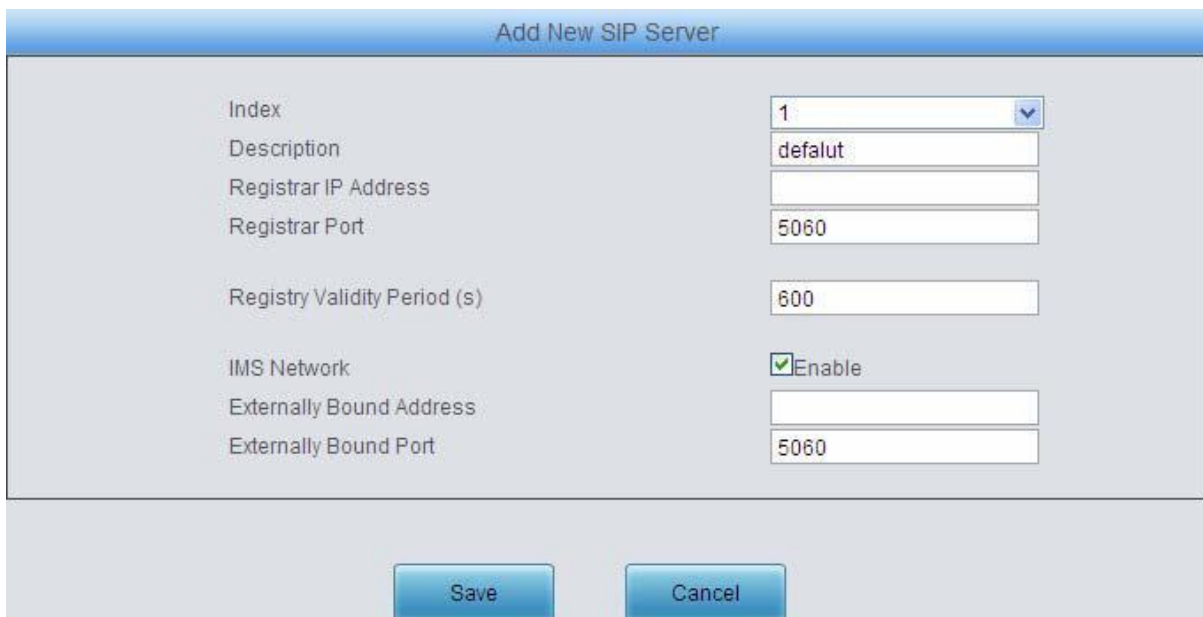 Add New SIP Server
Index 1
Description defalut
Registrar IP Address
Registrar Port 5060
Registry Validity Period (s) 600
IMS Network Enable
Externally Bound Address
Externally Bound Port 5060
Save Cancel